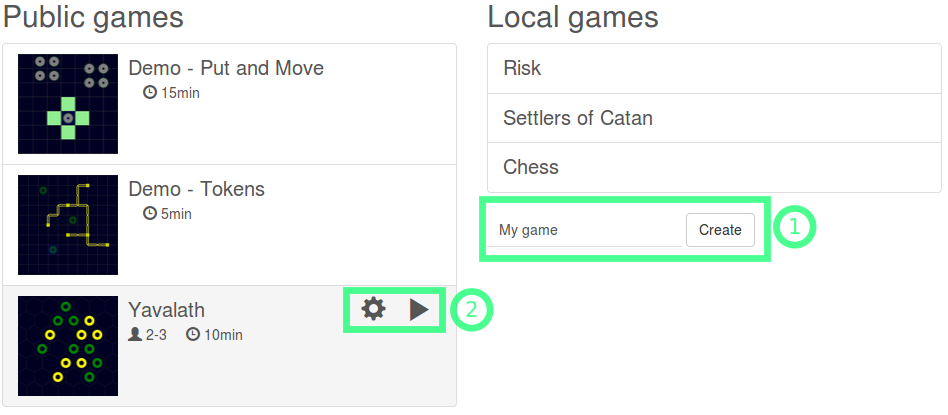 Public games
Demo - Put and Move
15min
Demo - Tokens
5min
Yavalath
2-3 10min
2
Local games
Risk
Settlers of Catan
Chess
My game Create
1